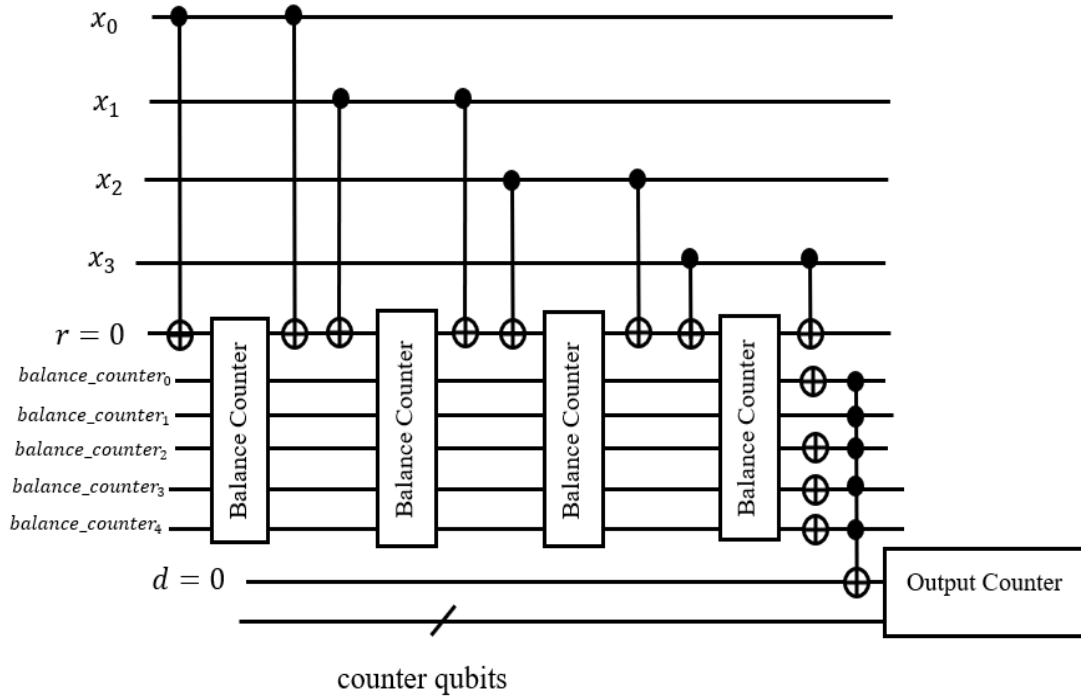 x₀
x₁
x₂
x₃
r = 0
balance_counter₀
balance_counter₁
balance_counter₂
balance_counter₃
balance_counter₄
Balance Counter
Balance Counter
Balance Counter
Balance Counter
d = 0
Output Counter
counter qubits